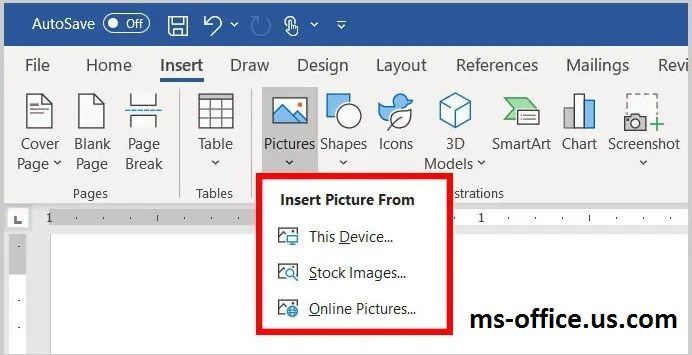 AutoSave Off
File Home Insert Draw Design Layout References Mailings Revi
Cover Page Blank Page Page Break Table Pictures Shapes Icons 3D Models SmartArt Chart Screenshot
Pages Tables strations
Insert Picture From
1 1
This Device...
Stock Images...
Online Pictures...
ms-office.us.com